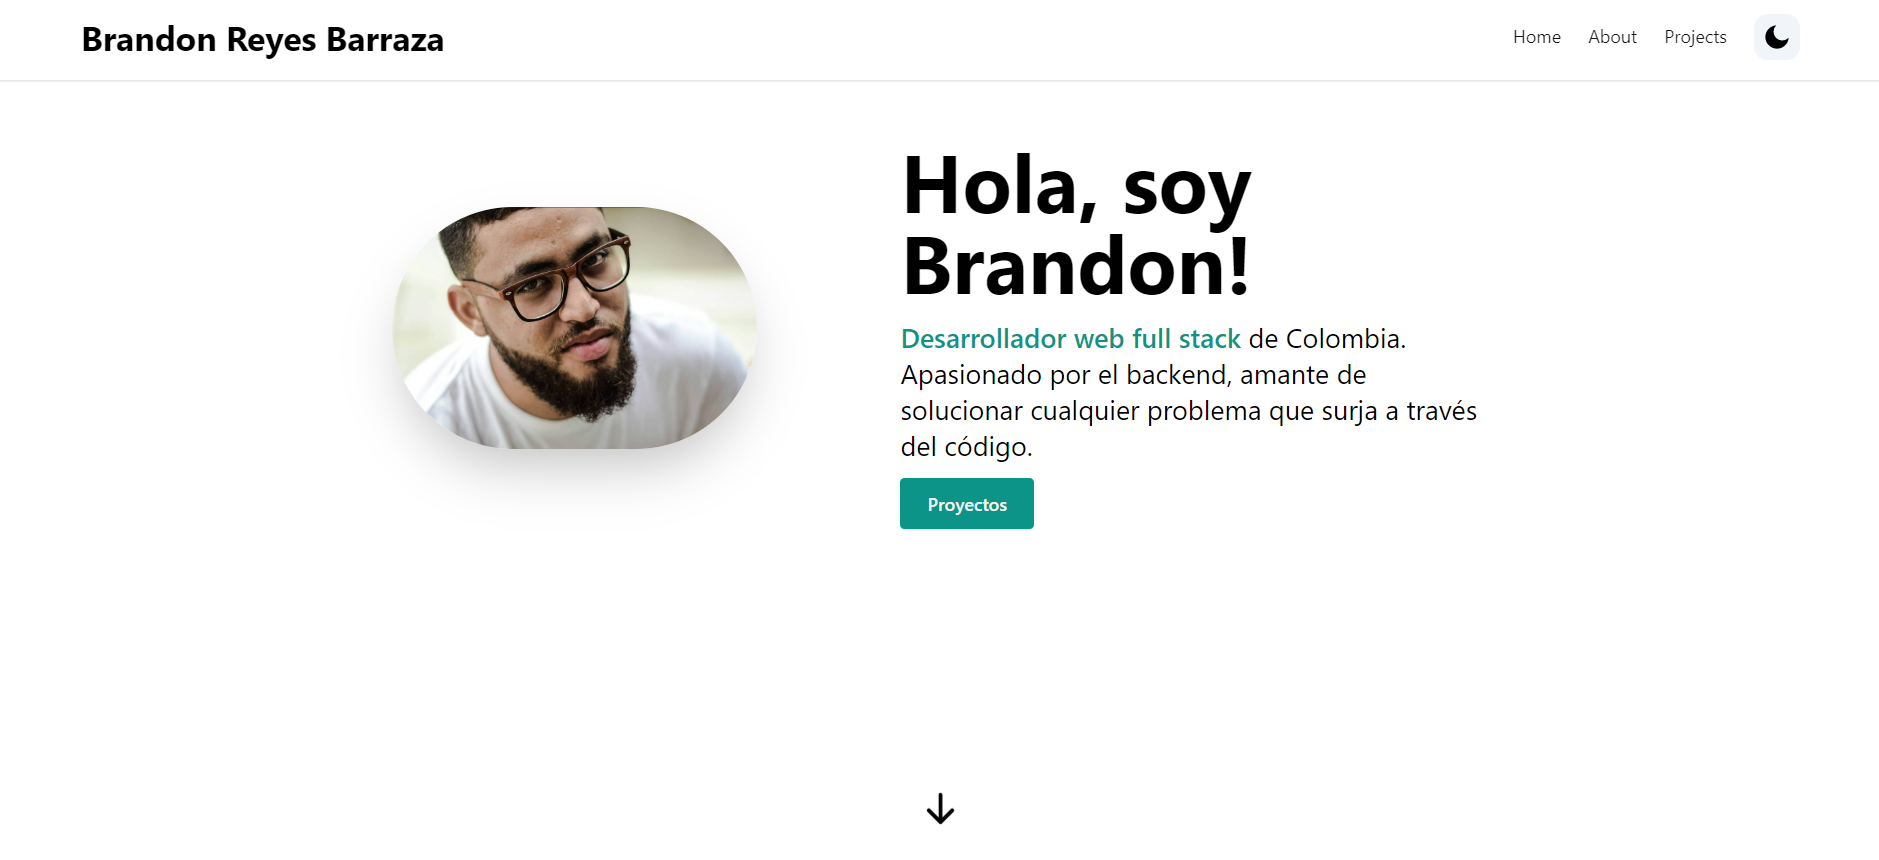 Brandon Reyes Barraza
Home About Projects
Hola, soy
Brandon!
Desarrollador web full stack de Colombia.
Apasionado por el backend, amante de
solucionar cualquier problema que surja a través
del código.
Proyectos